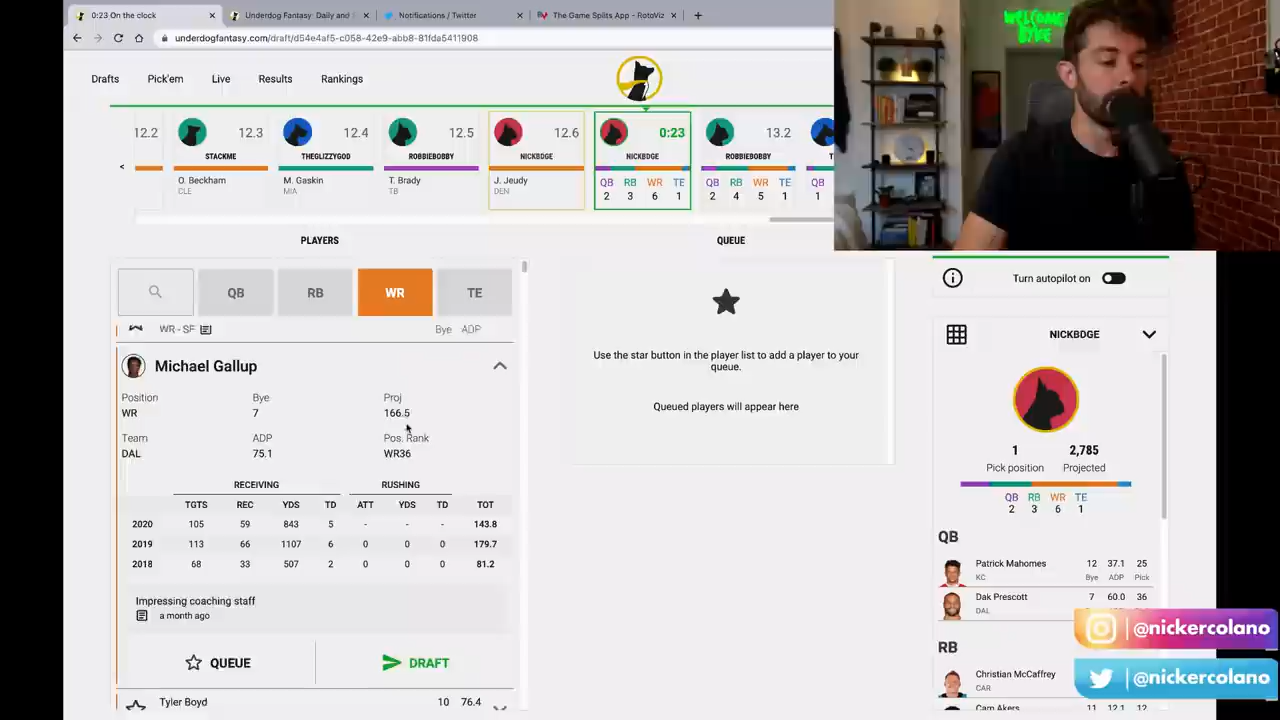 0:23 On the clock
Underdog Fantasy: Daily and
Notifications / Twitter
The Game Splits App - RotoViz
underdogfantasy.com/draft/d54e4af5-c058-42e9-abb8-81fda5411908
WELCOME BYEE
Drafts
Pick'em
Live
Results
Rankings
12.2
12.3
STACKME
O. Beckham
CLE
12.4
THEGLIZZYGOD
M. Gaskin
MIA
12.5
ROBBIEBOBBY
T. Brady
TB
12.6
NICKBDGE
J. Jeudy
DEN
0:23
NICKBDGE
QB RB WR TE
2 3 6 1
13.2
ROBBIEBOBBY
QB RB WR TE
2 4 5 1
QB
1
PLAYERS
QUEUE
QB
RB
WR
TE
WR - SF
Bye ADP
Michael Gallup
Position Bye Proj
WR 7 166.5
Team ADP Pos. Rank
DAL 75.1 WR36
RECEIVING RUSHING
TGTS REC YDS TD ATT YDS TD TOT
2020 105 59 843 5 - - - 143.8
2019 113 66 1107 6 0 0 0 179.7
2018 68 33 507 2 0 0 0 81.2
Impressing coaching staff
a month ago
QUEUE
DRAFT
Tyler Boyd 10 76.4
Use the star button in the player list to add a player to your
queue.
Queued players will appear here
Turn autopilot on
NICKBDGE
1 2,785
Pick position Projected
QB RB WR TE
2 3 6 1
QB
Patrick Mahomes 12 37.1 25
KC Bye ADP Pick
Dak Prescott 7 60.0 36
DAL
RB
Christian McCaffrey
CAR
Cam Akers 11 12.1 12
@nickercolano
@nickercolano